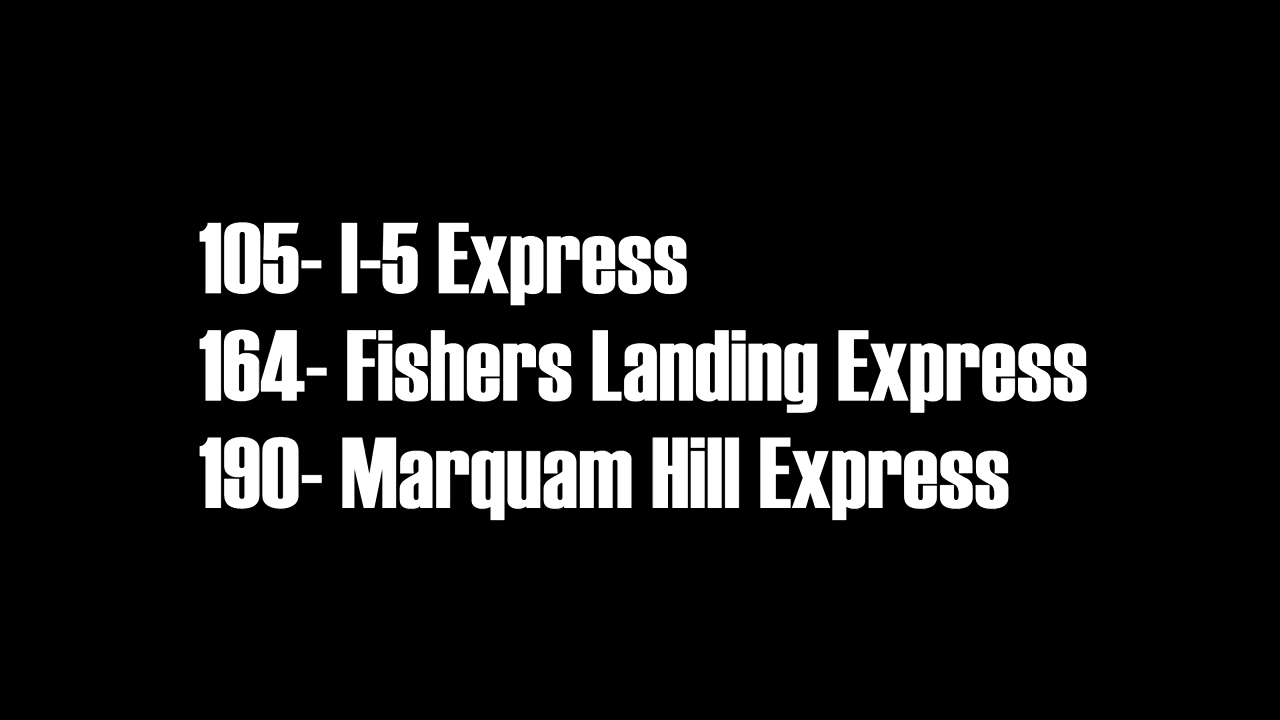 105- I-5 Express
164- Fishers Landing Express
190- Marquam Hill Express